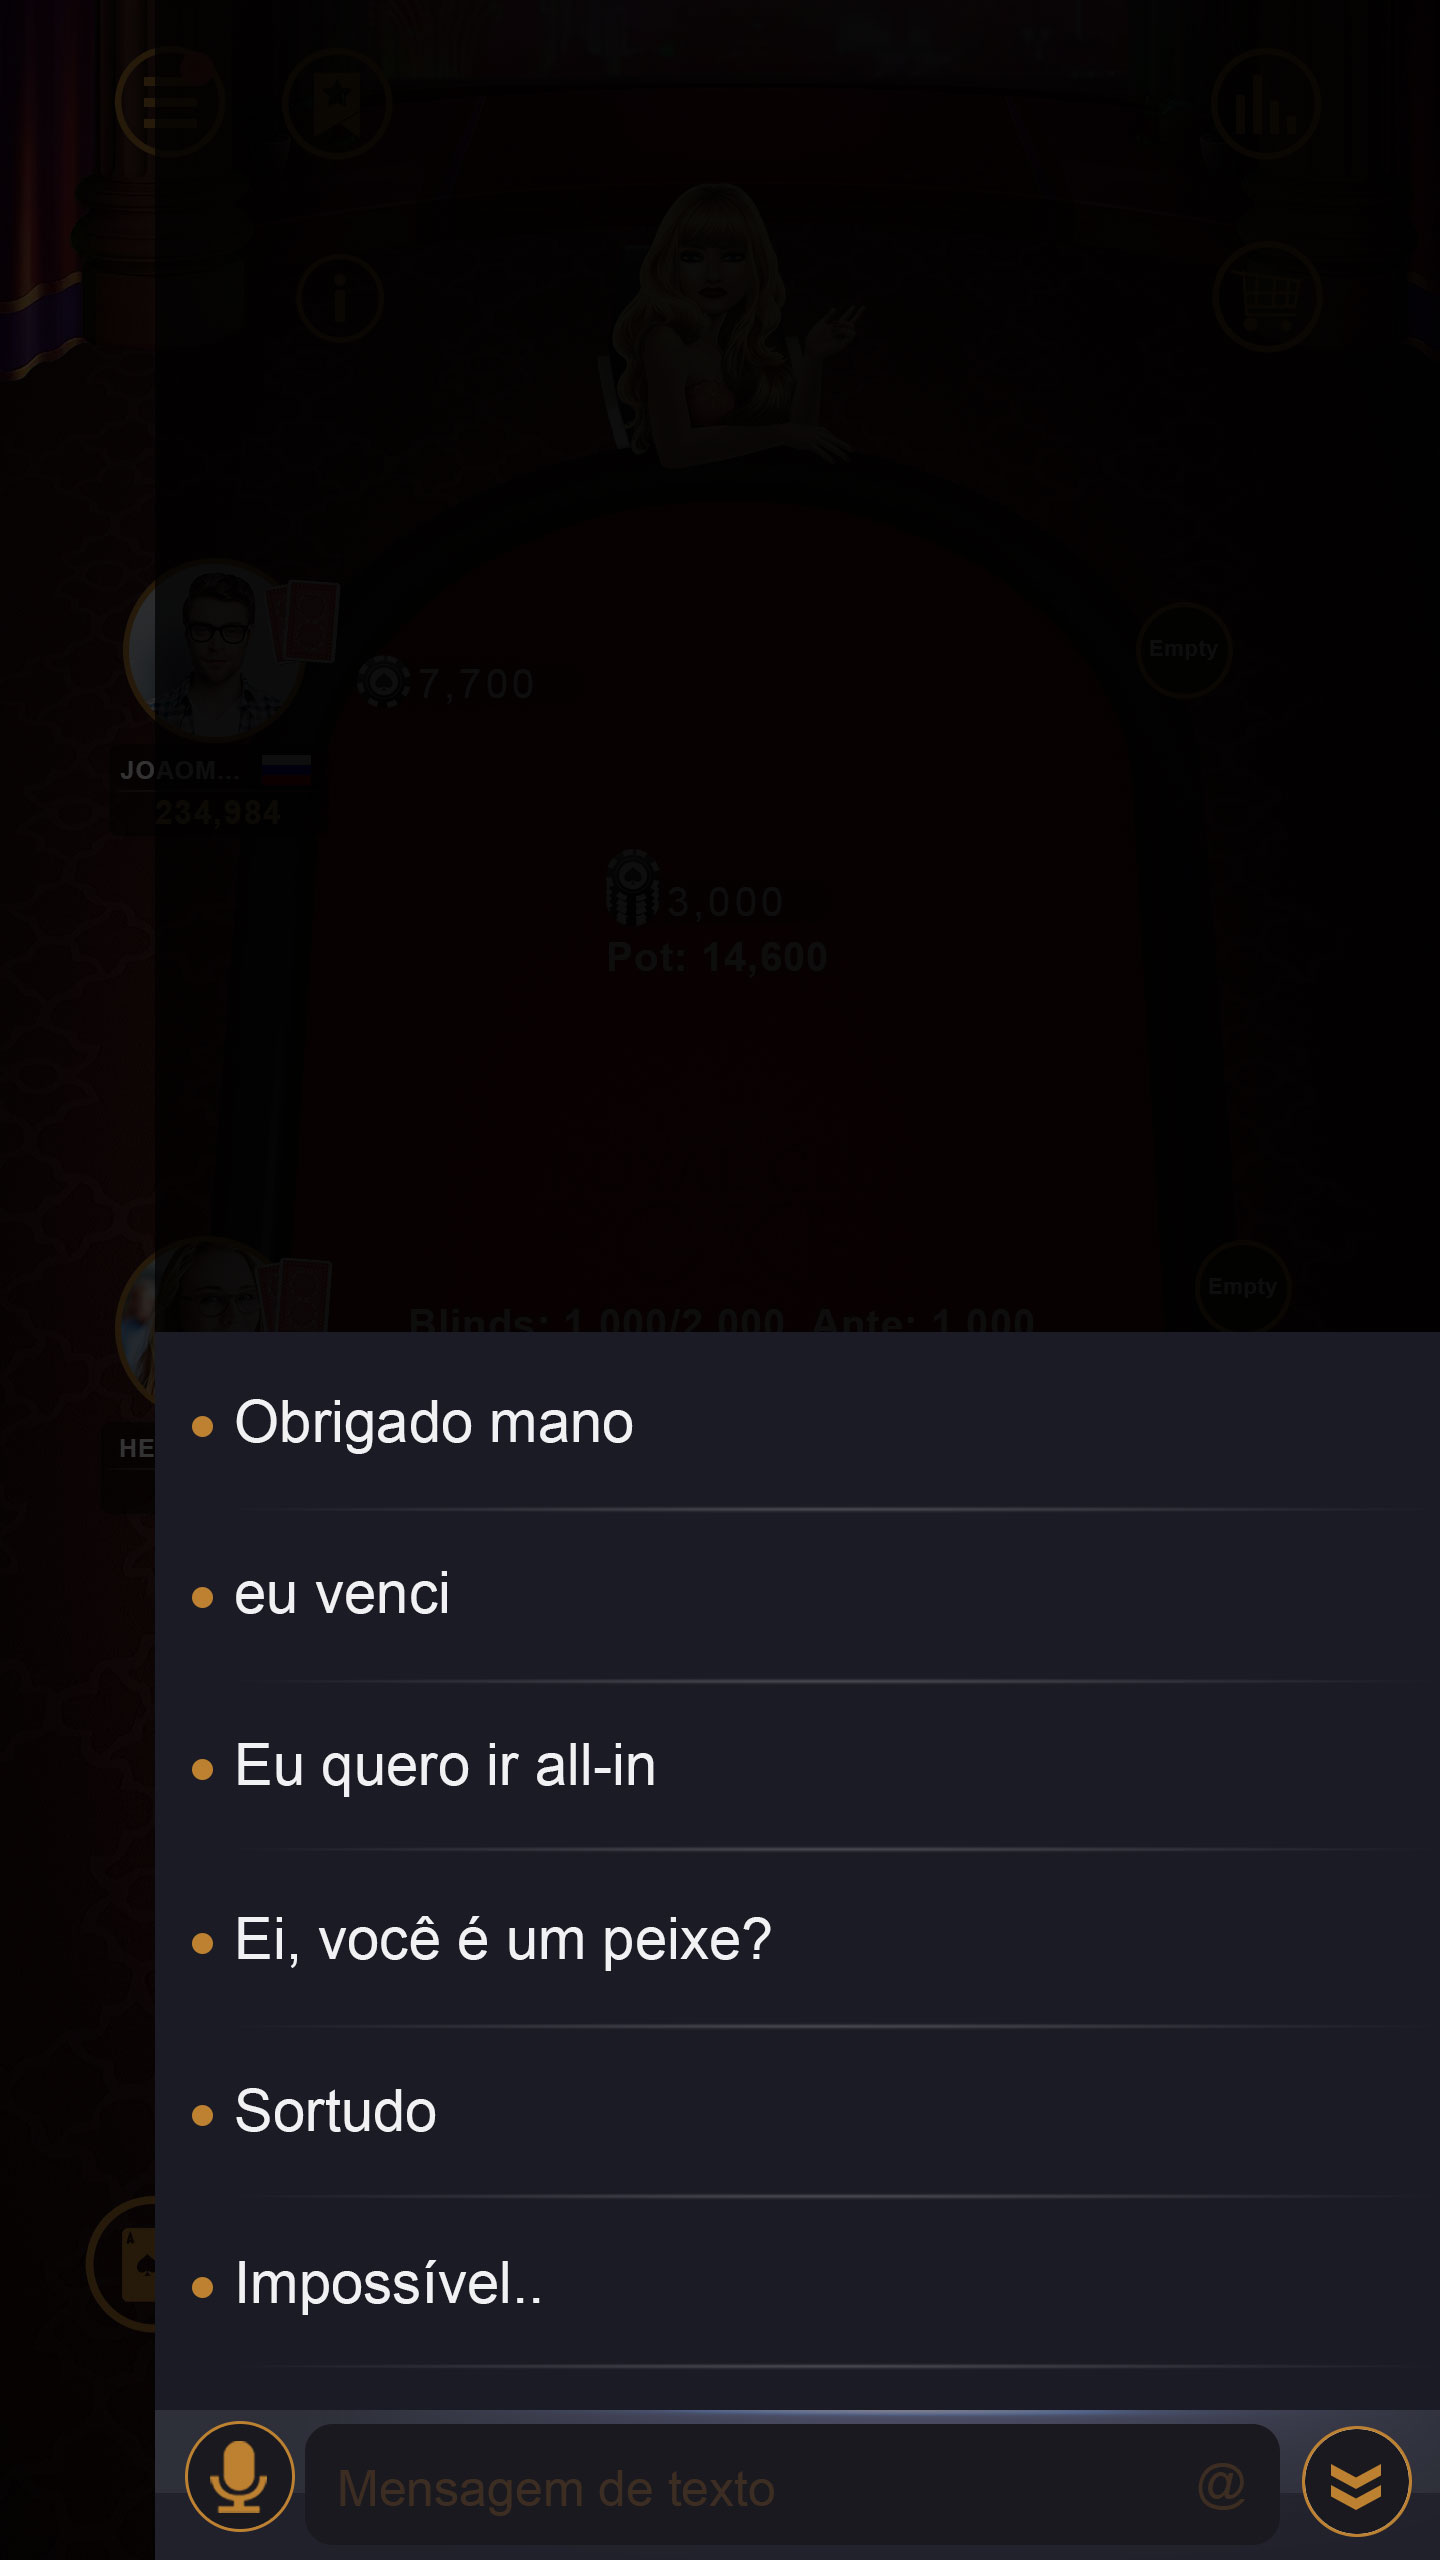 Empty
7,700
JOAOM...
234,984
3,000
Pot: 14,600
Empty
Blinds: 1,000/2,000 Ante: 1,000
Obrigado mano
HE
eu venci
Eu quero ir all-in
Ei, você é um peixe?
Sortudo
A
Impossível..
Mensagem de texto @